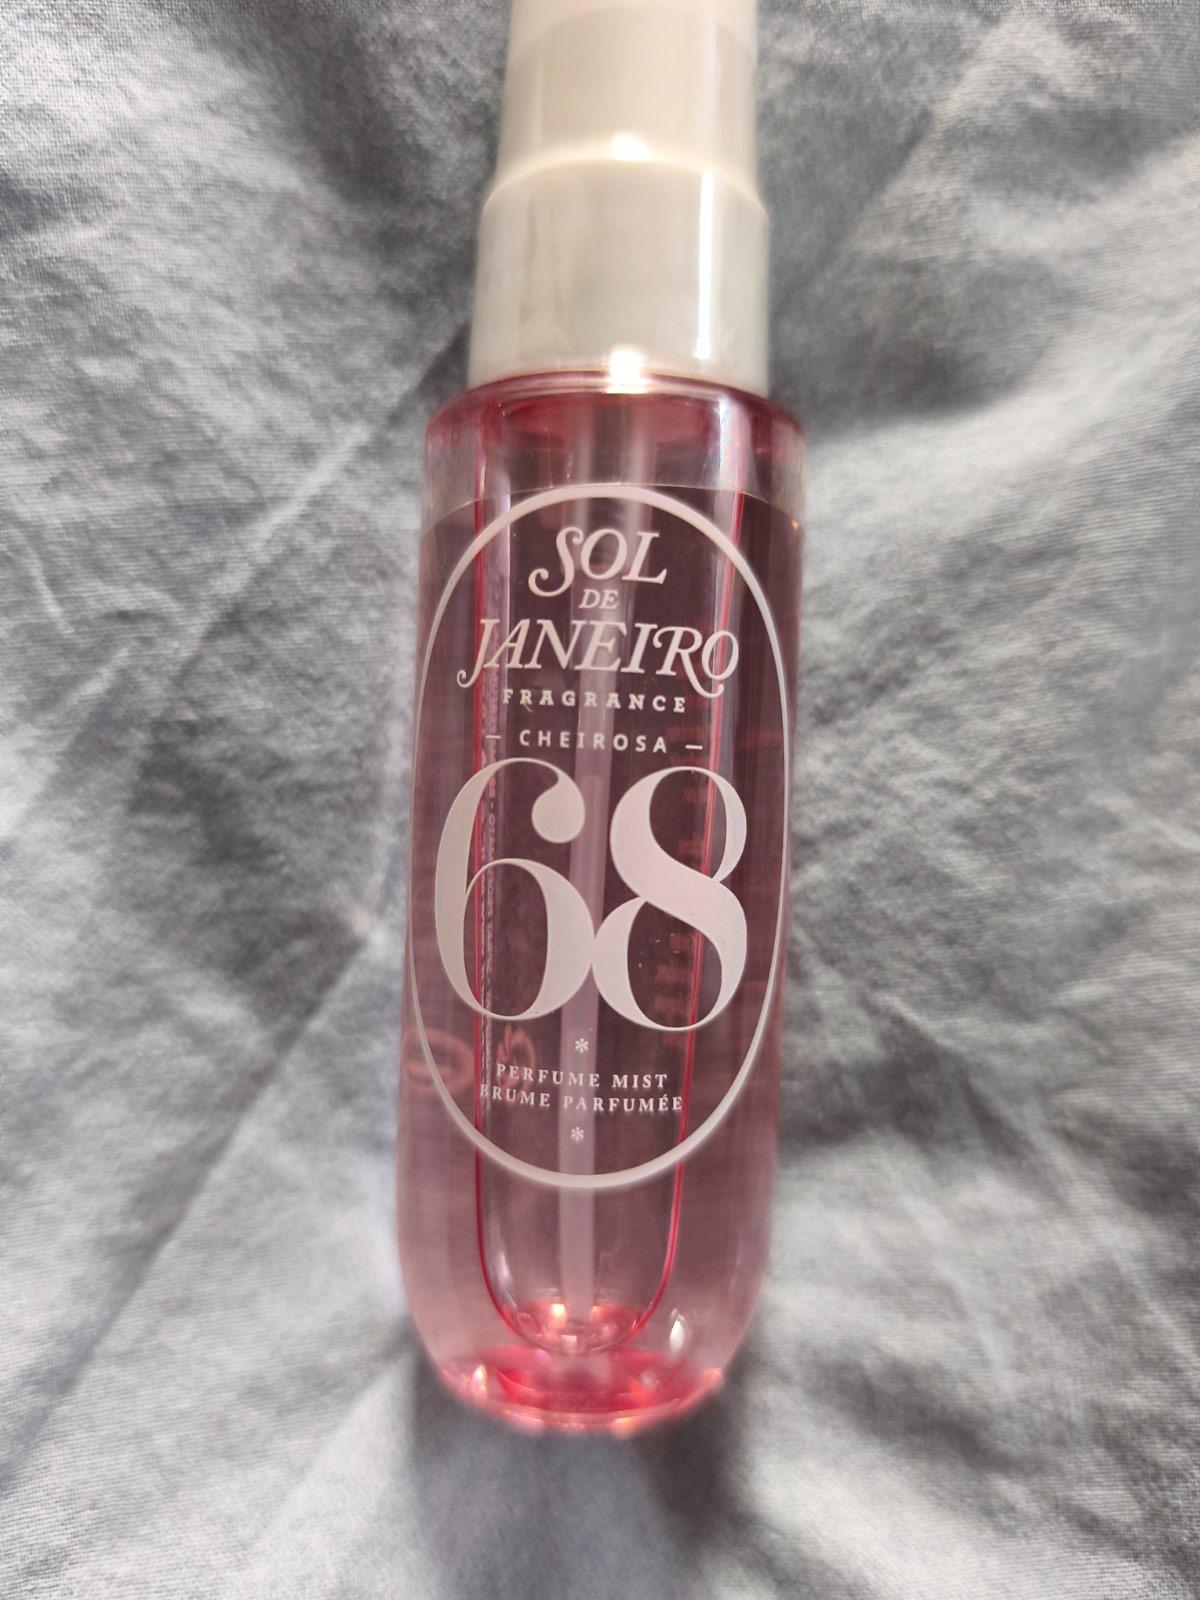 SOL
DE
JANEIRO
FRAGRANCE
— CHEIROSA —
68
*
PERFUME MIST
BRUME PARFUMÉE
*